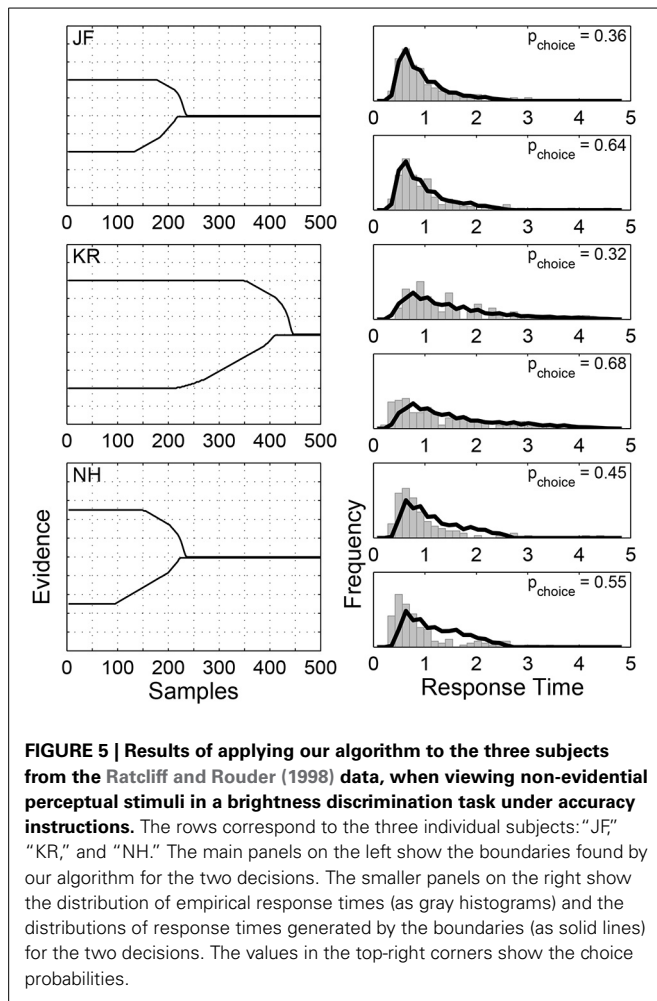 JF
0 100 200 300 400 500
p choice = 0.36
0 1 2 3 4 5
p choice = 0.64
0 1 2 3 4 5
KR
0 100 200 300 400 500
p choice = 0.32
0 1 2 3 4 5
p choice = 0.68
0 1 2 3 4 5
NH
Evidence
0 100 200 300 400 500
Samples
p choice = 0.45
0 1 2 3 4 5
Frequency
p choice = 0.55
0 1 2 3 4 5
Response Time
FIGURE 5 | Results of applying our algorithm to the three subjects
from the Ratcliff and Rouder (1998) data, when viewing non-evidential
perceptual stimuli in a brightness discrimination task under accuracy
instructions. The rows correspond to the three individual subjects: “JF,”
“KR,” and “NH.” The main panels on the left show the boundaries found by
our algorithm for the two decisions. The smaller panels on the right show
the distribution of empirical response times (as gray histograms) and the
distributions of response times generated by the boundaries (as solid lines)
for the two decisions. The values in the top-right corners show the choice
probabilities.